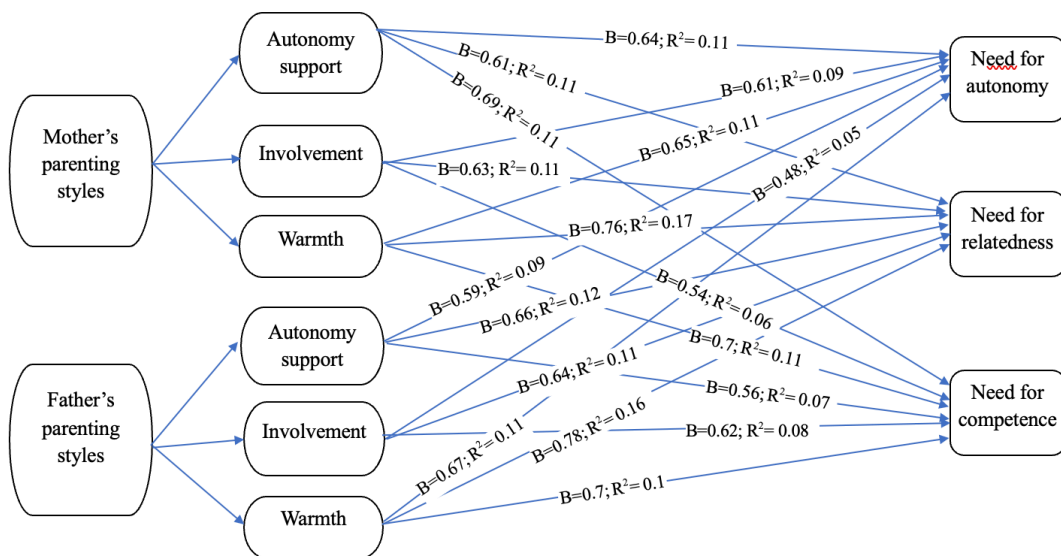 Mother's
parenting
styles
Autonomy
support
Involvement
Warmth
Father's
parenting
styles
Autonomy
support
Involvement
Warmth
B=0.64; R²= 0.11
B=0.61; R²= 0.11
B=0.69; R²= 0.11
B=0.61; R²= 0.09
B=0.63; R²= 0.11
B=0.54; R²= 0.06
B=0.65; R²= 0.11
B=0.76; R²= 0.17
B=0.7; R²= 0.11
B=0.59; R²= 0.09
B=0.66; R²= 0.12
B=0.56; R²= 0.07
B=0.48; R²= 0.05
B=0.64; R²= 0.11
B=0.62; R²= 0.08
B=0.67; R²= 0.11
B=0.78; R²= 0.16
B=0.7; R²= 0.1
Need for
autonomy
Need for
relatedness
Need for
competence